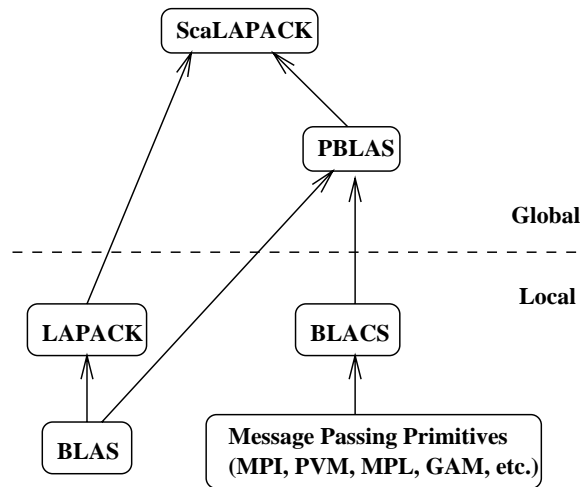 ScaLAPACK
PBLAS
Global
Local
LAPACK
BLACS
BLAS
Message Passing Primitives
(MPI, PVM, MPL, GAM, etc.)